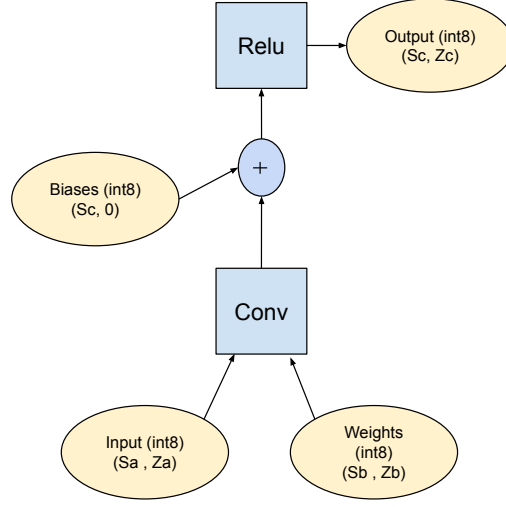 Relu
Output (int8)
(Sc, Zc)
+
Biases (int8)
(Sc, 0)
Conv
Input (int8)
(Sa , Za)
Weights
(int8)
(Sb , Zb)